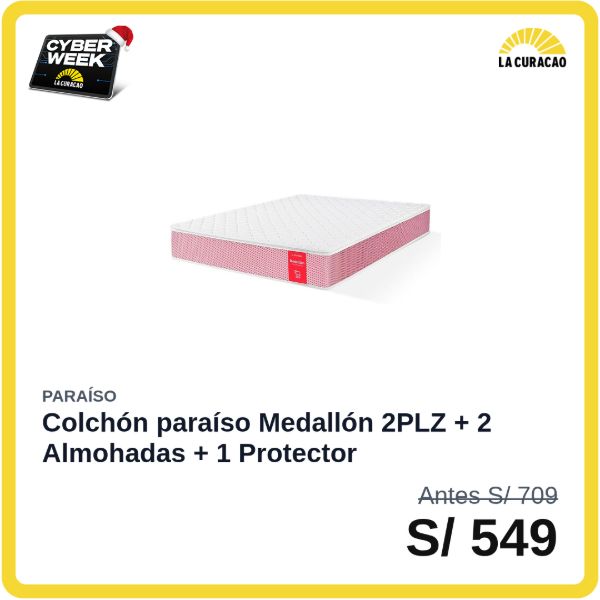 CYBER
WEEK
LA CURACAO
LA CURACAO
PARAÍSO
Colchón paraíso Medallón 2PLZ + 2
Almohadas + 1 Protector
Antes S/ 709
S/ 549